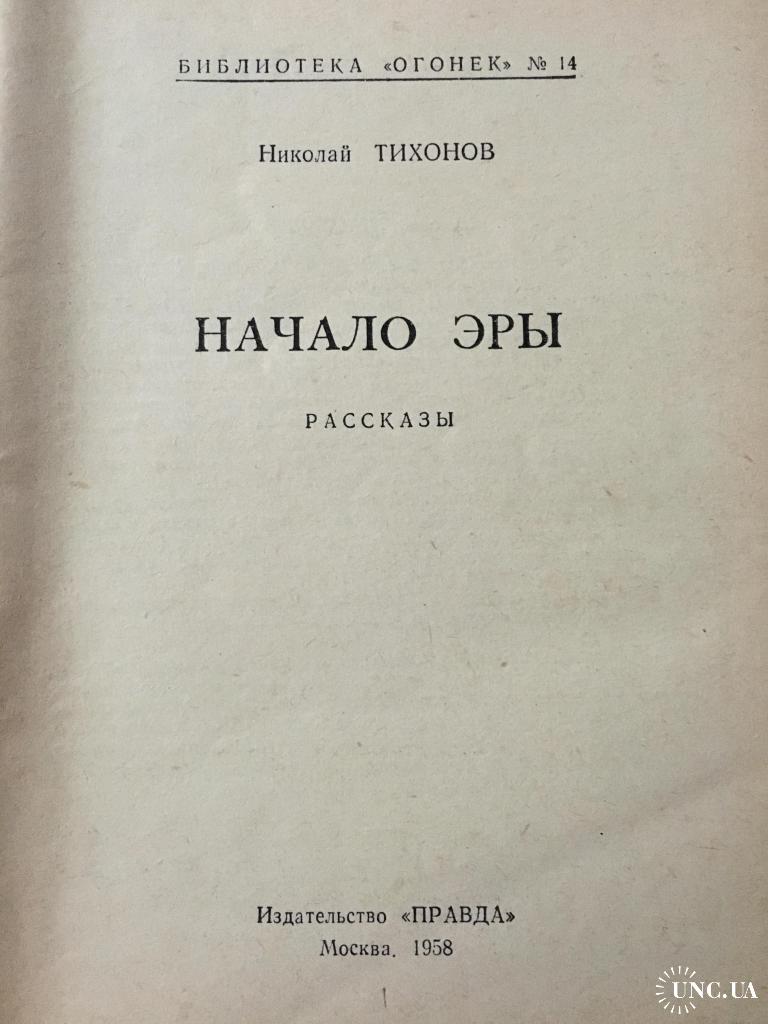 БИБЛИОТЕКА «ОГОНЕК» № 14
Николай ТИХОНОВ
НАЧАЛО ЭРЫ
РАССКАЗЫ
Издательство «ПРАВДА»
Москва. 1958
UNC.UA